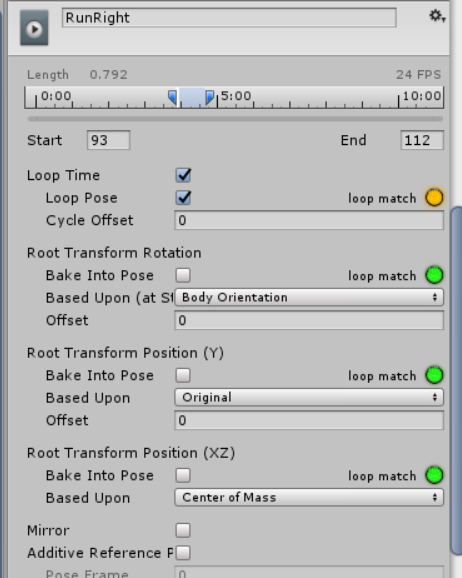 RunRight
Length 0.792 24 FPS
0:00 5:00 10:00
Start 93 End 112
Loop Time
Loop Pose loop match
Cycle Offset 0
Root Transform Rotation
Bake Into Pose loop match
Based Upon (at St Body Orientation
Offset 0
Root Transform Position (Y)
Bake Into Pose loop match
Based Upon Original
Offset 0
Root Transform Position (XZ)
Bake Into Pose loop match
Based Upon Center of Mass
Mirror
Additive Reference P
Pose Frame 0